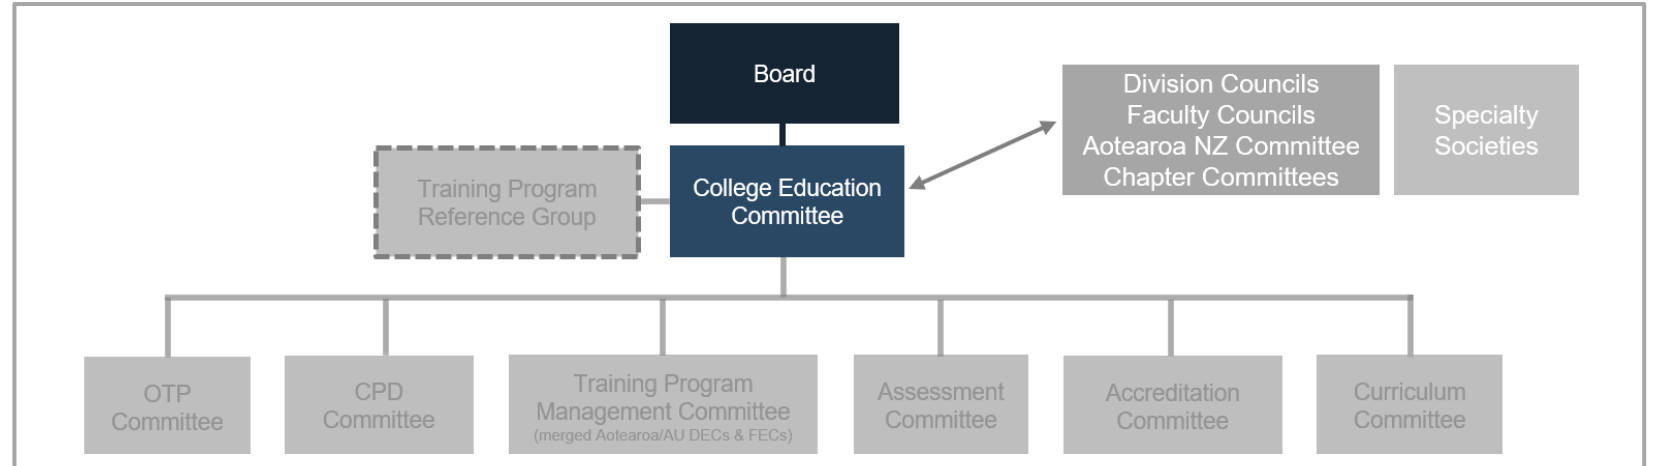 Board
Division Councils
Faculty Councils
Aotearoa NZ Committee
Chapter Committees
Specialty
Societies
Training Program
Reference Group
College Education
Committee
OTP
Committee
CPD
Committee
Training Program
Management Committee
(merged Aotearoa/AU DECs & FECs)
Assessment
Committee
Accreditation
Committee
Curriculum
Committee